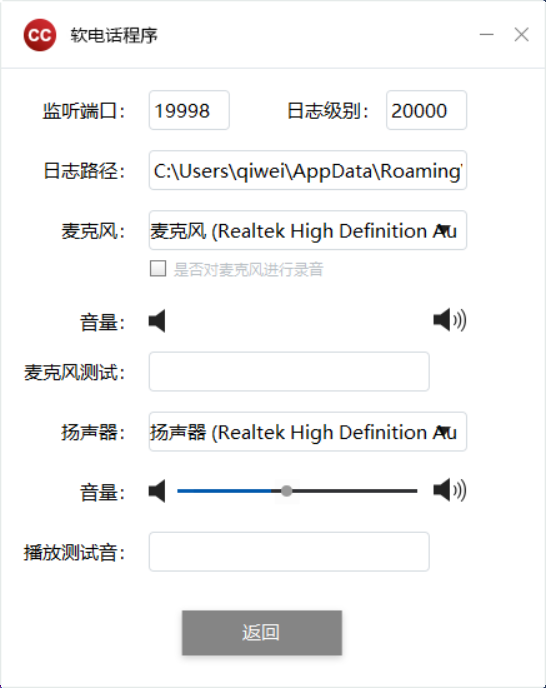 CC 软电话程序
监听端口： 19998 日志级别： 20000
日志路径： C:\Users\qiwei\AppData\Roaming\
麦克风： 麦克风 (Realtek High Definition Au
是否对麦克风进行录音
音量：
麦克风测试：
扬声器： 扬声器 (Realtek High Definition Au
音量：
播放测试音：
返回